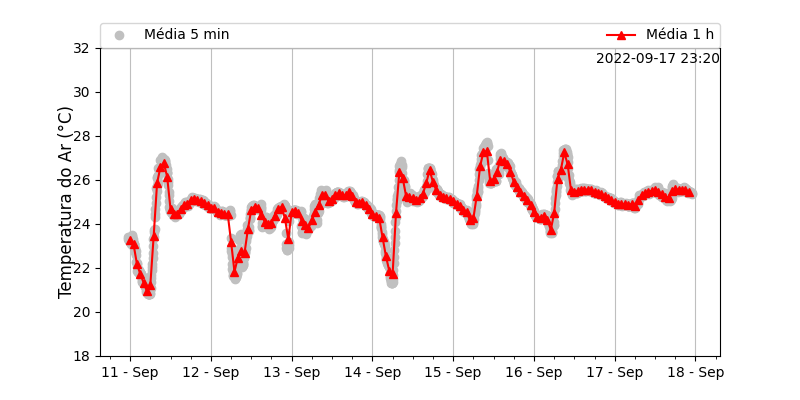 Média 5 min
Média 1 h
2022-09-17 23:20
Temperatura do Ar (°C)
32
30
28
26
24
22
20
18
11 - Sep
12 - Sep
13 - Sep
14 - Sep
15 - Sep
16 - Sep
17 - Sep
18 - Sep